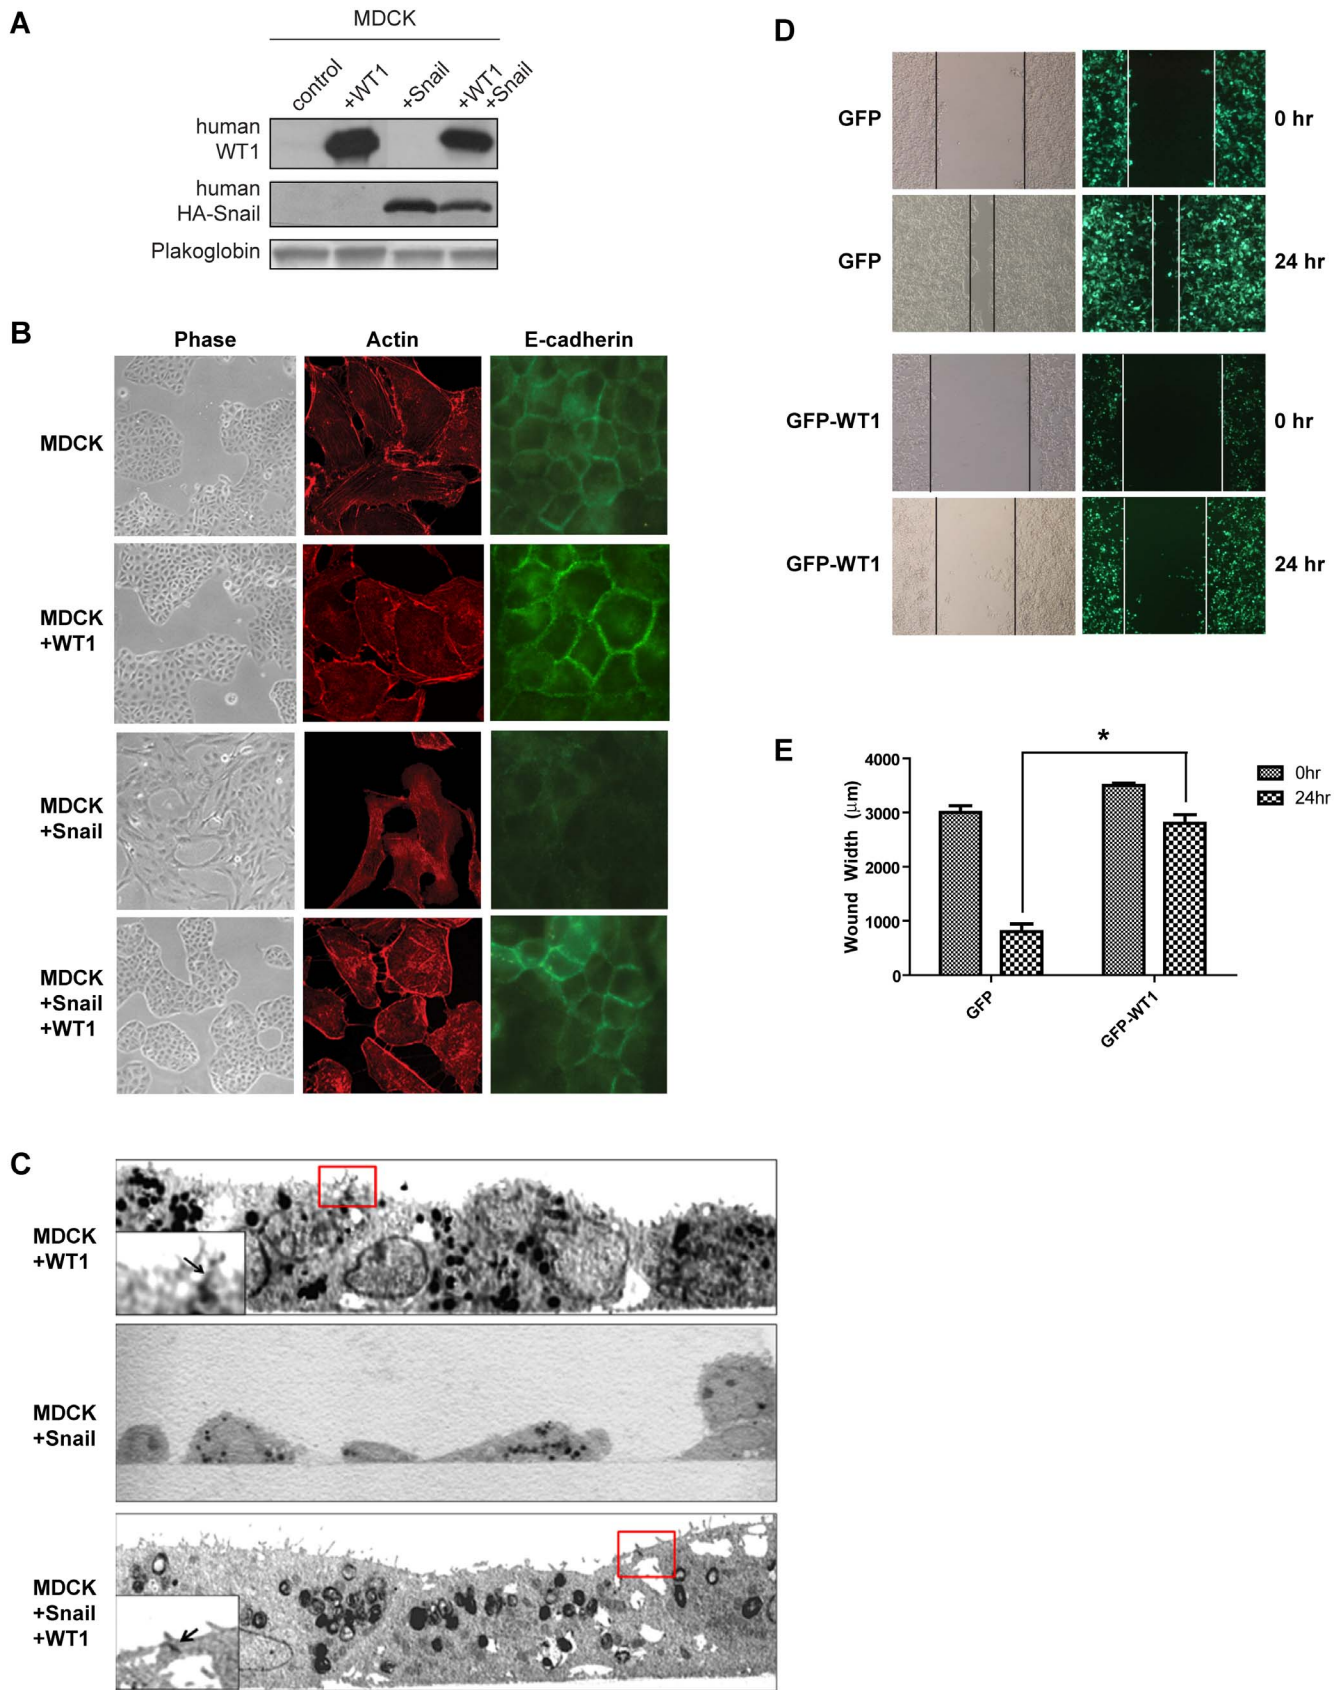 A
MDCK
control
+WT1
+Snail
+WT1
+Snail
human
WT1
human
HA-Snail
Plakoglobin
B
Phase
Actin
E-cadherin
MDCK
MDCK
+WT1
MDCK
+Snail
MDCK
+Snail
+WT1
C
MDCK
+WT1
MDCK
+Snail
MDCK
+Snail
+WT1
D
GFP
0 hr
GFP
24 hr
GFP-WT1
0 hr
GFP-WT1
24 hr
E
*
Wound Width (μm)
4000
3000
2000
1000
0
GFP
GFP-WT1
0hr
24hr